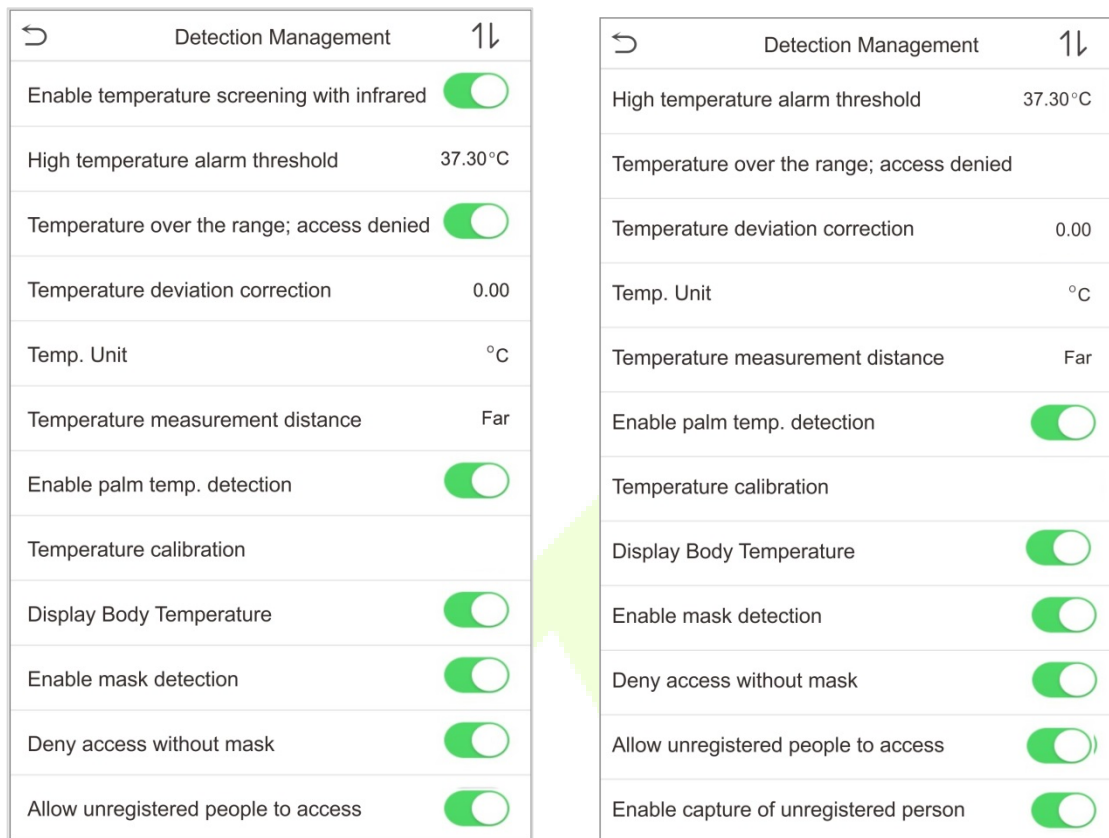 Detection Management
Enable temperature screening with infrared
High temperature alarm threshold 37.30°C
Temperature over the range; access denied
Temperature deviation correction 0.00
Temp. Unit °C
Temperature measurement distance Far
Enable palm temp. detection
Temperature calibration
Display Body Temperature
Enable mask detection
Deny access without mask
Allow unregistered people to access
Detection Management
High temperature alarm threshold 37.30°C
Temperature over the range; access denied
Temperature deviation correction 0.00
Temp. Unit °C
Temperature measurement distance Far
Enable palm temp. detection
Temperature calibration
Display Body Temperature
Enable mask detection
Deny access without mask
Allow unregistered people to access
Enable capture of unregistered person